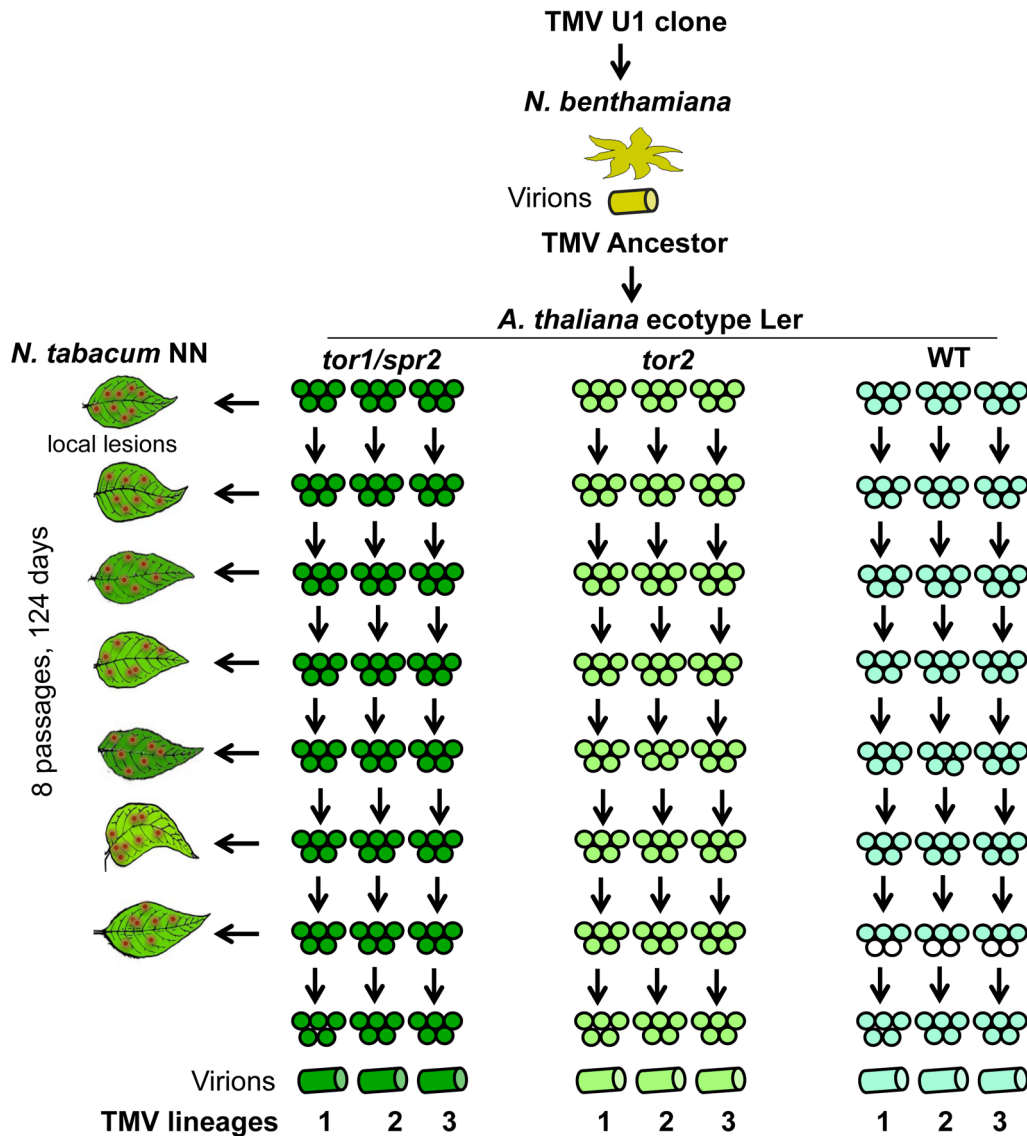 TMV U1 clone
N. benthamiana
Virions
TMV Ancestor
A. thaliana ecotype Ler
N. tabacum NN
tor1/spr2
tor2
WT
local lesions
8 passages, 124 days
Virions
TMV lineages 1 2 3 1 2 3 1 2 3